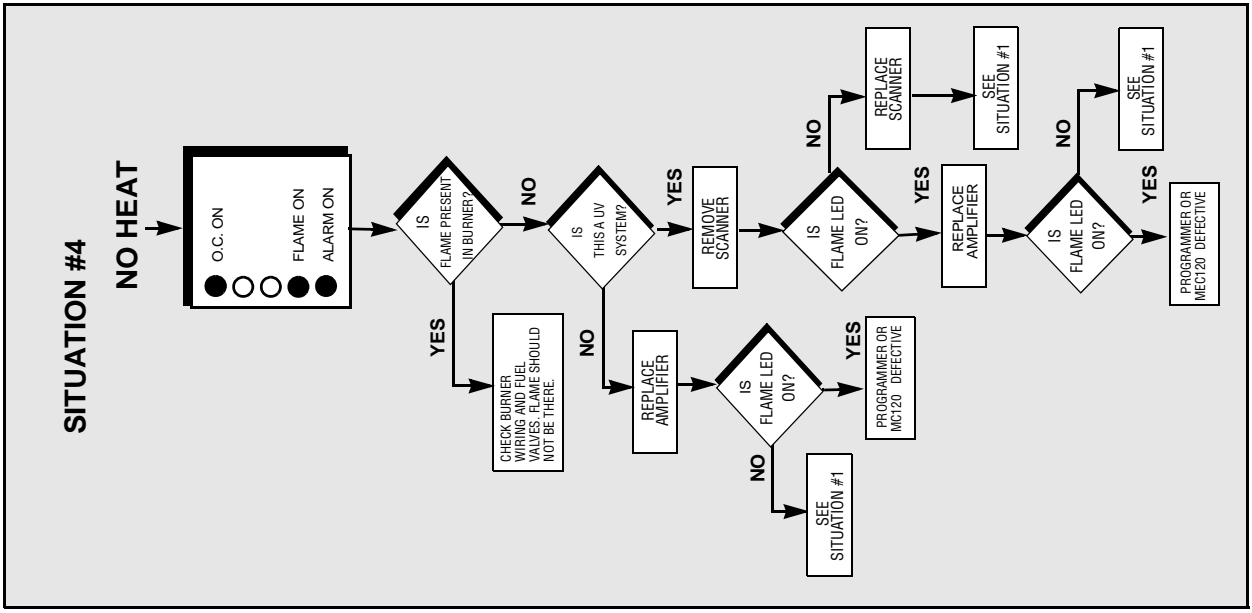 SITUATION #4
NO HEAT
O.C. ON
FLAME ON
ALARM ON
IS
FLAME PRESENT
IN BURNER?
YES
NO
CHECK BURNER
WIRING AND FUEL
VALVES. FLAME SHOULD
NOT BE THERE.
IS
THIS A UV
SYSTEM?
NO
YES
REPLACE
AMPLIFIER
REMOVE
SCANNER
IS
FLAME LED
ON?
NO
YES
SEE
SITUATION #1
PROGRAMMER OR
MC120 DEFECTIVE
IS
FLAME LED
ON?
NO
YES
REPLACE
SCANNER
SEE
SITUATION #1
REPLACE
AMPLIFIER
IS
FLAME LED
ON?
NO
YES
SEE
SITUATION #1
PROGRAMMER OR
MEC120 DEFECTIVE